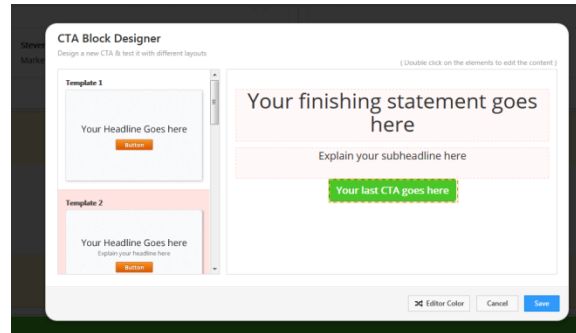 CTA Block Designer
Design a new CTA & test it with different layouts
( Double click on the elements to edit the content )
Template 1
Your Headline Goes here
Button
Template 2
Your Headline Goes here
Explain your headline here
Button
Your finishing statement goes
here
Explain your subheadline here
Your last CTA goes here
Editor Color
Cancel
Save